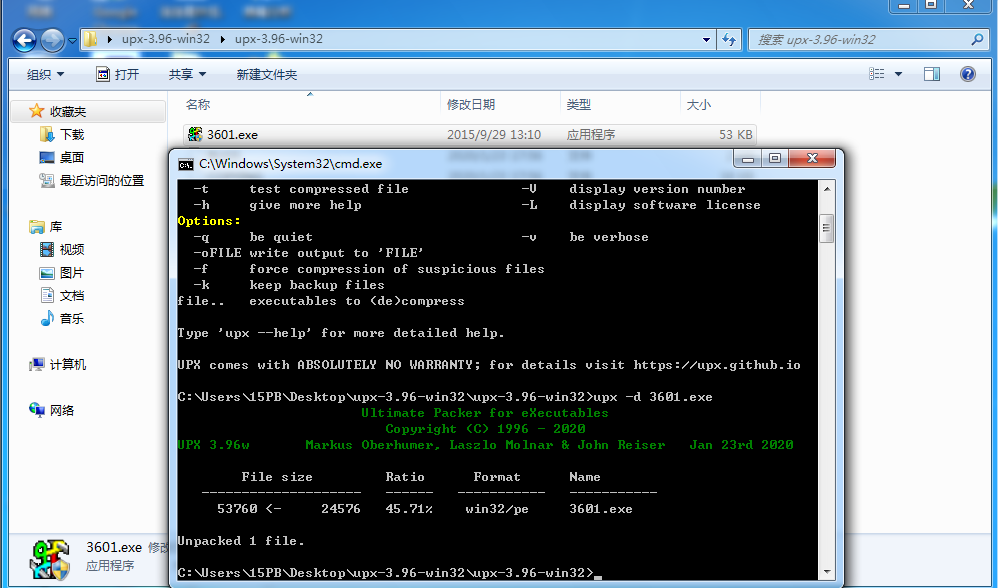 upx-3.96-win32 ▸ upx-3.96-win32
搜索 upx-3.96-win32
组织 打开 共享 新建文件夹
名称 修改日期 类型 大小
收藏夹
3601.exe 2015/9/29 13:10 应用程序 53 KB
下载
桌面
最近访问的位置
库
视频
图片
文档
音乐
计算机
网络
C:\Windows\System32\cmd.exe
-t test compressed file -V display version number
-h give more help -L display software license
Options:
-q be quiet -v be verbose
-oFILE write output to 'FILE'
-f force compression of suspicious files
-k keep backup files
file.. executables to (de)compress
Type 'upx --help' for more detailed help.
UPX comes with ABSOLUTELY NO WARRANTY; for details visit https://upx.github.io
C:\Users\15PB\Desktop\upx-3.96-win32\upx-3.96-win32>upx -d 3601.exe
Ultimate Packer for eXecutables
Copyright (C) 1996 - 2020
UPX 3.96w Markus Oberhumer, Laszlo Molnar & John Reiser Jan 23rd 2020
File size Ratio Format Name
-------------------- ------ ----------- -----------
53760 <- 24576 45.71% win32/pe 3601.exe
Unpacked 1 file.
C:\Users\15PB\Desktop\upx-3.96-win32\upx-3.96-win32>_
3601.exe 修改
应用程序